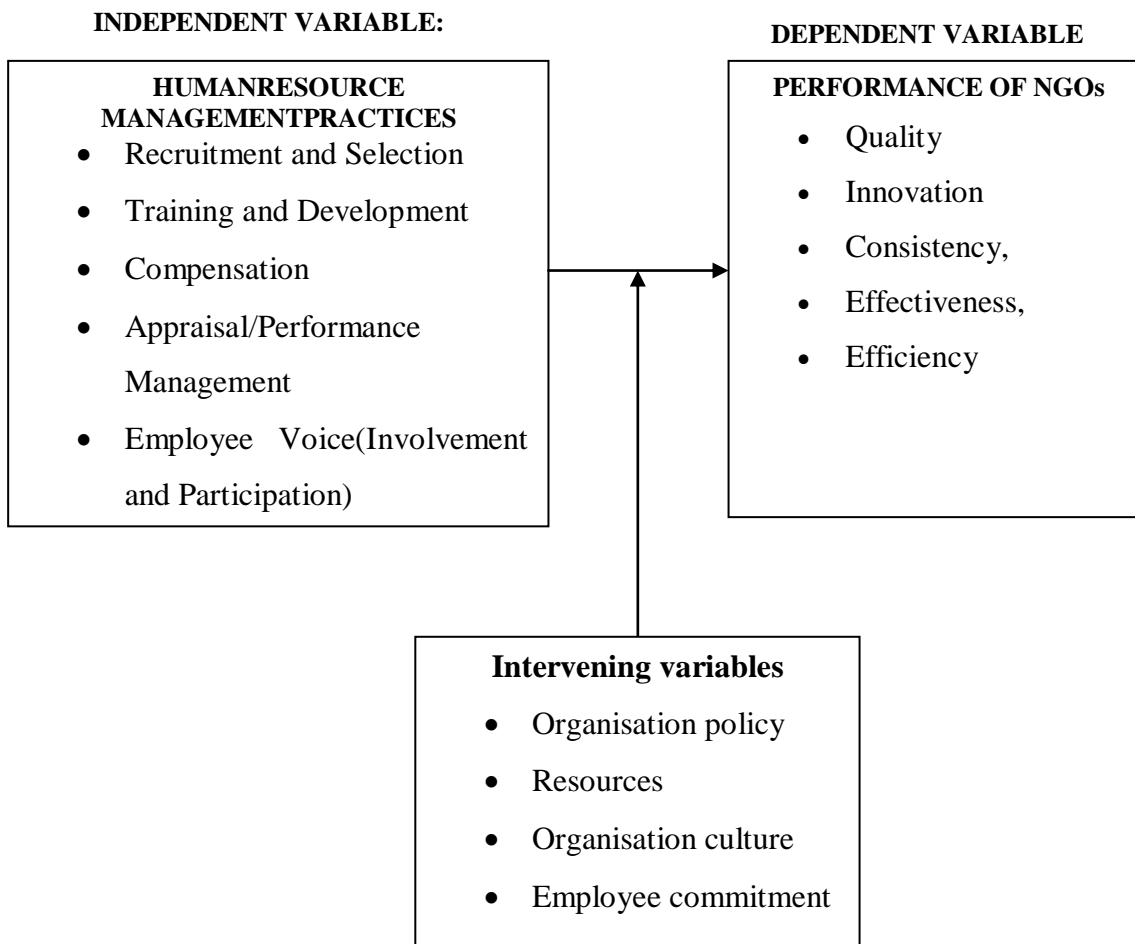 INDEPENDENT VARIABLE:
HUMANRESOURCE
MANAGEMENTPRACTICES
• Recruitment and Selection
• Training and Development
• Compensation
• Appraisal/Performance
Management
• Employee Voice(Involvement
and Participation)
DEPENDENT VARIABLE
PERFORMANCE OF NGOs
• Quality
• Innovation
• Consistency,
• Effectiveness,
• Efficiency
Intervening variables
• Organisation policy
• Resources
• Organisation culture
• Employee commitment